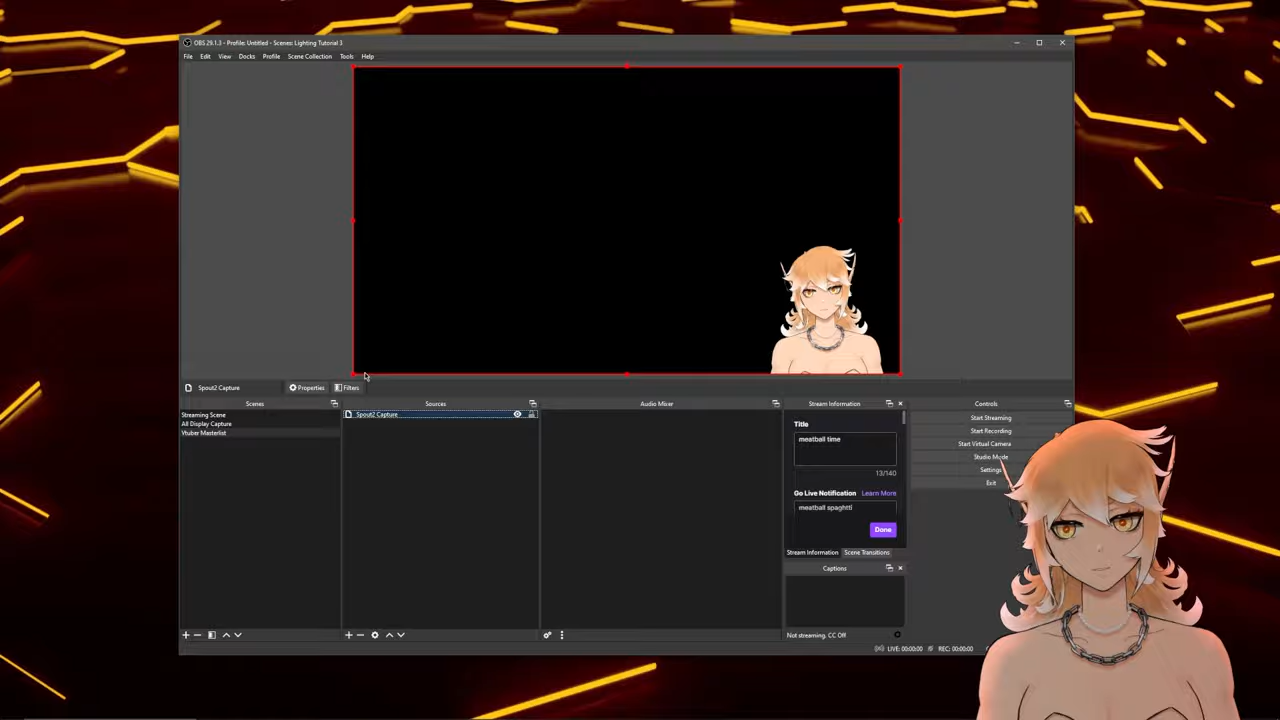 OBS 29.1.3 - Profile: Untitled - Scenes: Lighting Tutorial 3
File Edit View Docks Profile Scene Collection Tools Help
Spout2 Capture Properties Filters
Scenes Sources Audio Mixer Stream Information Controls
Streaming Scene
All Display Capture
Vtuber Masterlist
Spout2 Capture
Title
meatball time
13/140
Go Live Notification Learn More
meatball spaghtti
Done
Stream Information Scene Transitions
Captions
Not streaming. CC Off
Start Streaming
Start Recording
Start Virtual Camera
Studio Mode
Settings
Exit
LIVE: 00:00:00 REC: 00:00:00